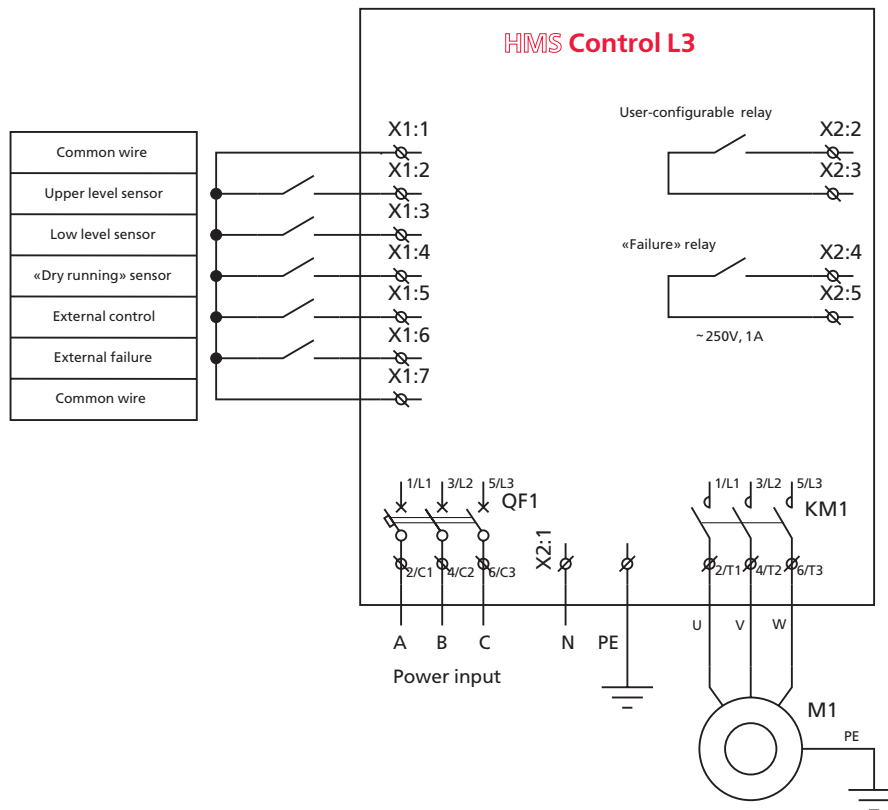 HMS Control L3
Common wire
Upper level sensor
Low level sensor
«Dry running» sensor
External control
External failure
Common wire
X1:1
X1:2
X1:3
X1:4
X1:5
X1:6
X1:7
User-configurable relay
X2:2
X2:3
«Failure» relay
X2:4
X2:5
~250V, 1A
1/L1 3/L2 5/L3
QF1
2/C1 4/C2 6/C3
X2:1
1/L1 3/L2 5/L3
KM1
2/T1 4/T2 6/T3
A B C N PE
Power input
U V W
M1
PE